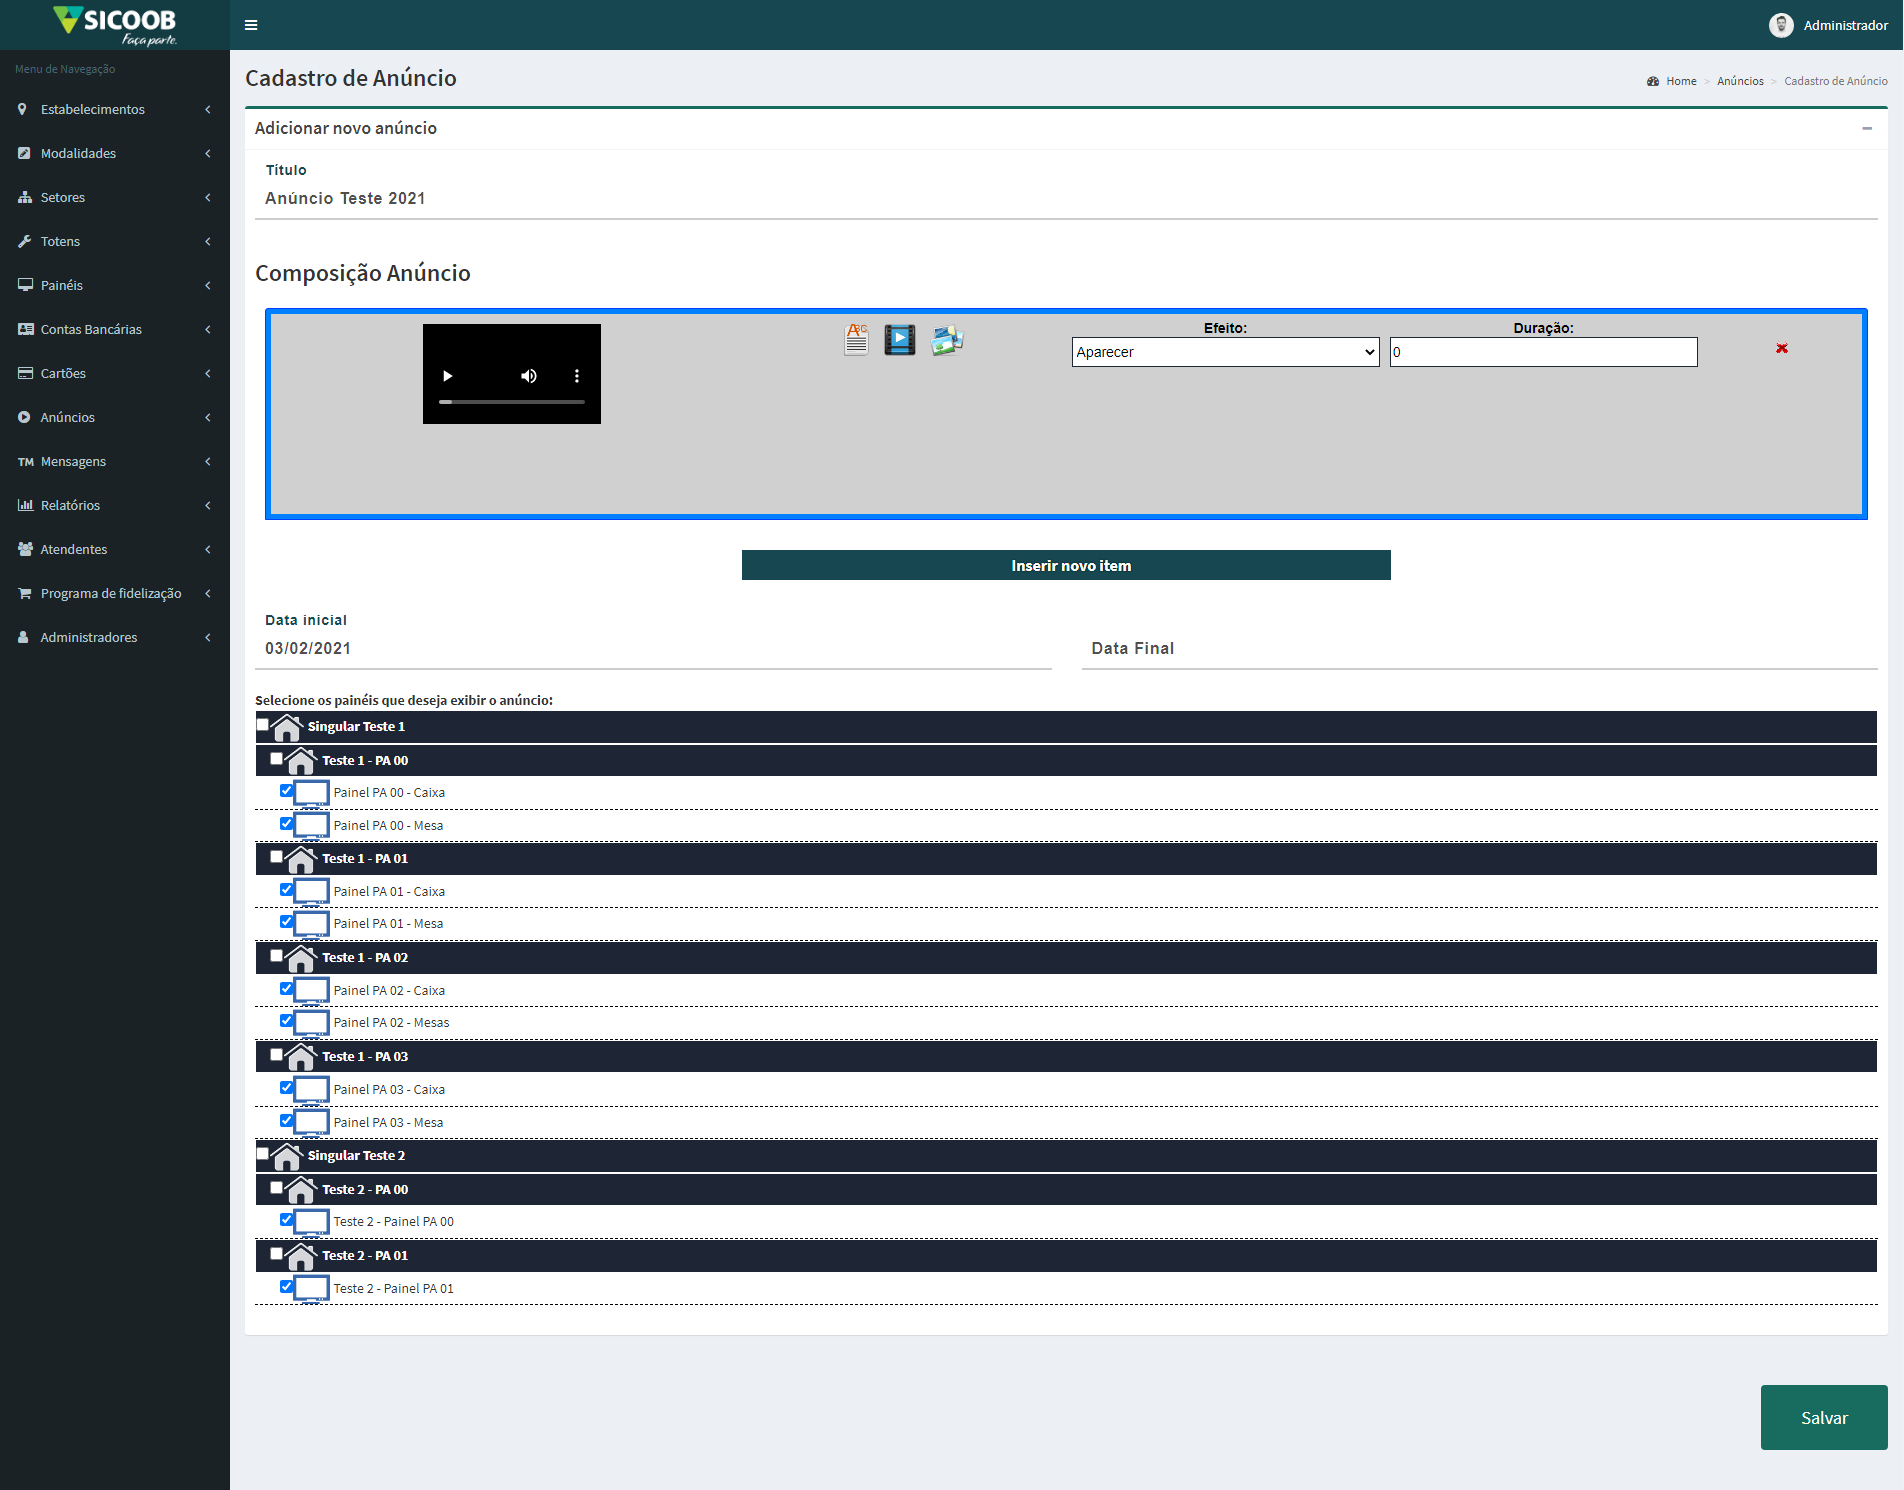 SICOOB
Faça parte.
Administrador
Menu de Navegação
Estabelecimentos
Modalidades
Setores
Totens
Painéis
Contas Bancárias
Cartões
Anúncios
TM Mensagens
Relatórios
Atendentes
Programa de fidelização
Administradores
Cadastro de Anúncio
Home > Anúncios > Cadastro de Anúncio
Adicionar novo anúncio
Título
Anúncio Teste 2021
Composição Anúncio
ABC
Efeito:
Aparecer
Duração:
0
Inserir novo item
Data inicial
03/02/2021
Data Final
Selecione os painéis que deseja exibir o anúncio:
Singular Teste 1
Teste 1 - PA 00
Painel PA 00 - Caixa
Painel PA 00 - Mesa
Teste 1 - PA 01
Painel PA 01 - Caixa
Painel PA 01 - Mesa
Teste 1 - PA 02
Painel PA 02 - Caixa
Painel PA 02 - Mesas
Teste 1 - PA 03
Painel PA 03 - Caixa
Painel PA 03 - Mesa
Singular Teste 2
Teste 2 - PA 00
Teste 2 - Painel PA 00
Teste 2 - PA 01
Teste 2 - Painel PA 01
Salvar